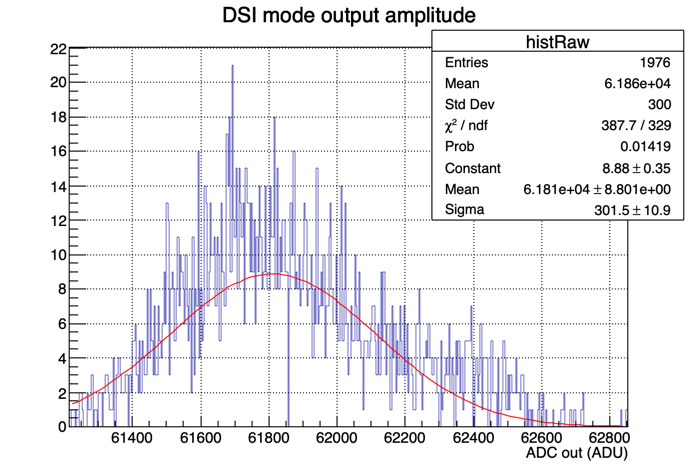 DSI mode output amplitude
histRaw
Entries 1976
Mean 6.186e+04
Std Dev 300
χ² / ndf 387.7 / 329
Prob 0.01419
Constant 8.88 ± 0.35
Mean 6.181e+04 ± 8.801e+00
Sigma 301.5 ± 10.9
22
20
18
16
14
12
10
8
6
4
2
0
61400 61600 61800 62000 62200 62400 62600 62800
ADC out (ADU)